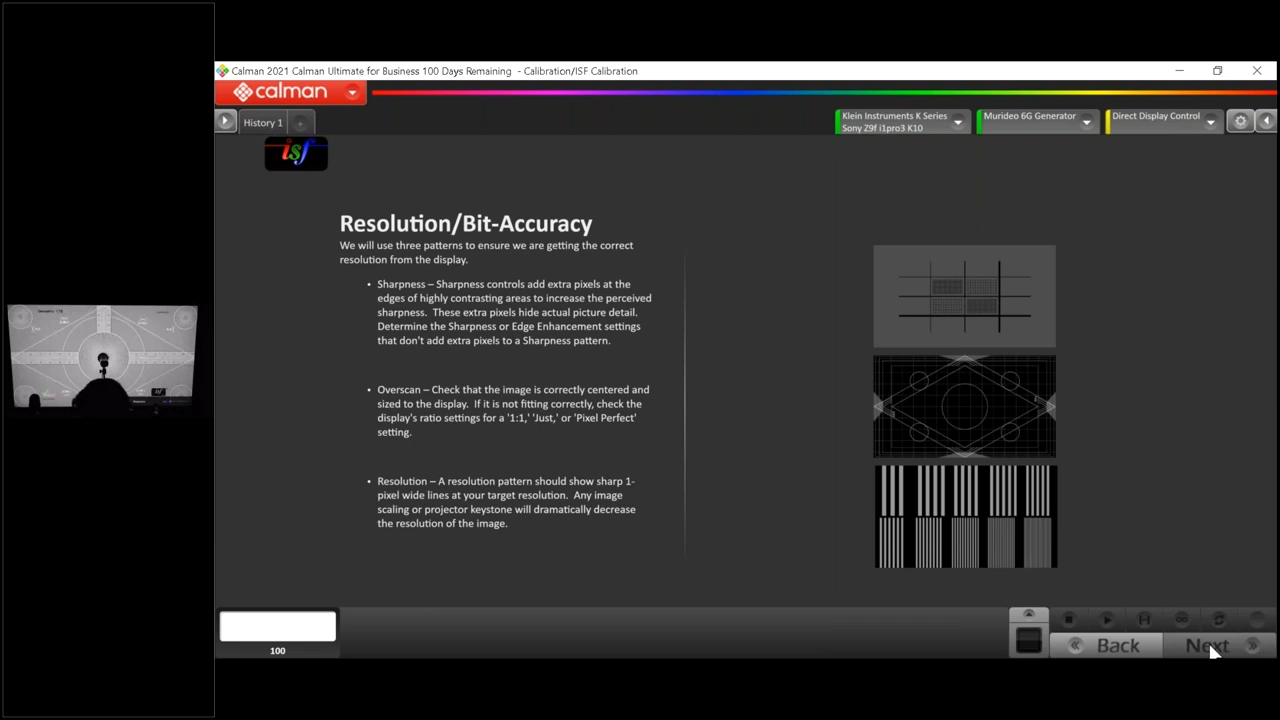 Calman 2021 Calman Ultimate for Business 100 Days Remaining - Calibration/ISF Calibration
calman
History 1
Klein Instruments K Series
Sony Z9f i1pro3 K10
Murideo 6G Generator
Direct Display Control
isf
Resolution/Bit-Accuracy
We will use three patterns to ensure we are getting the correct
resolution from the display.
• Sharpness – Sharpness controls add extra pixels at the
edges of highly contrasting areas to increase the perceived
sharpness. These extra pixels hide actual picture detail.
Determine the Sharpness or Edge Enhancement settings
that don't add extra pixels to a Sharpness pattern.
• Overscan – Check that the image is correctly centered and
sized to the display. If it is not fitting correctly, check the
display's ratio settings for a '1:1,' 'Just,' or 'Pixel Perfect'
setting.
• Resolution – A resolution pattern should show sharp 1-
pixel wide lines at your target resolution. Any image
scaling or projector keystone will dramatically decrease
the resolution of the image.
100
Back
Next